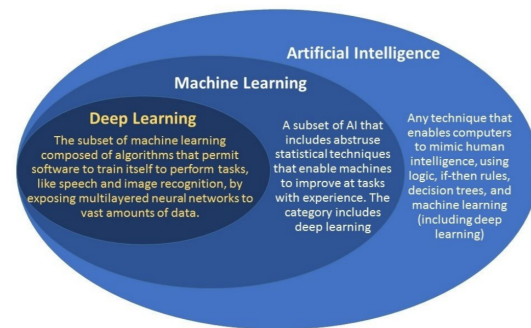 Artificial Intelligence
Machine Learning
Deep Learning
The subset of machine learning
composed of algorithms that permit
software to train itself to perform tasks,
like speech and image recognition, by
exposing multilayered neural networks to
vast amounts of data.
A subset of AI that
includes abstruse
statistical techniques
that enable machines
to improve at tasks
with experience. The
category includes
deep learning
Any technique that
enables computers
to mimic human
intelligence, using
logic, if-then rules,
decision trees, and
machine learning
(including deep
learning)